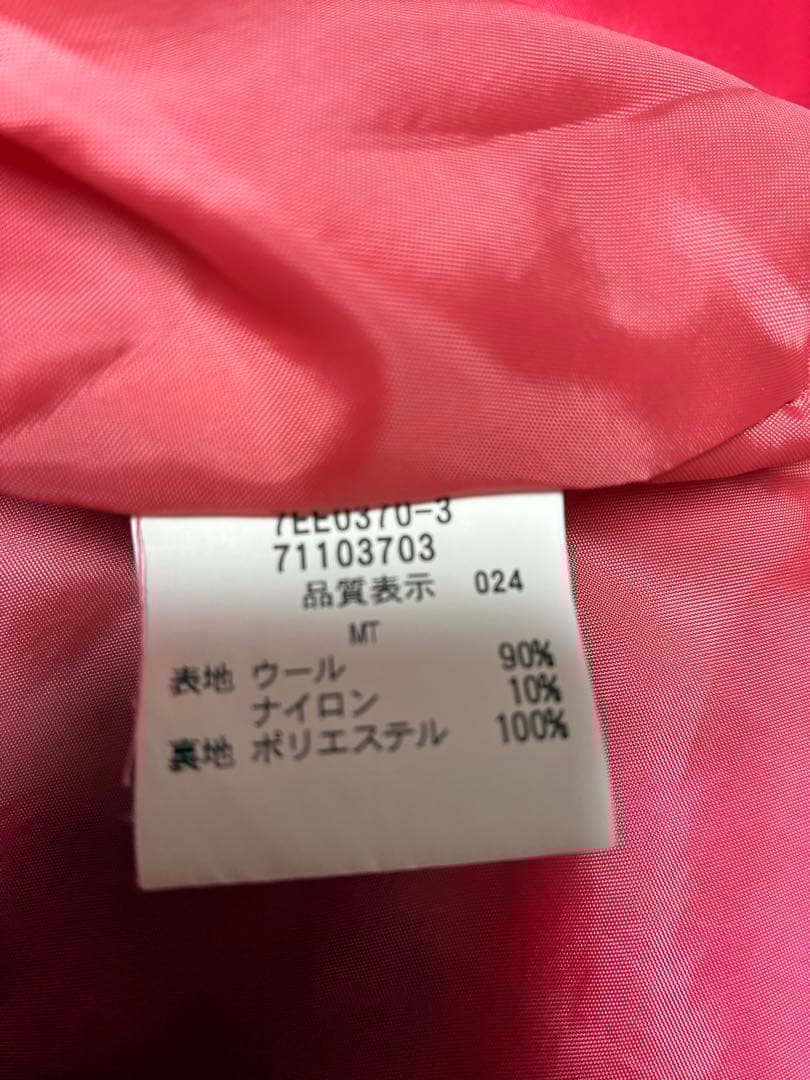 7EE0370-3
71103703
品質表示 024
MT
表地 ウール 90%
ナイロン 10%
裏地 ポリエステル 100%